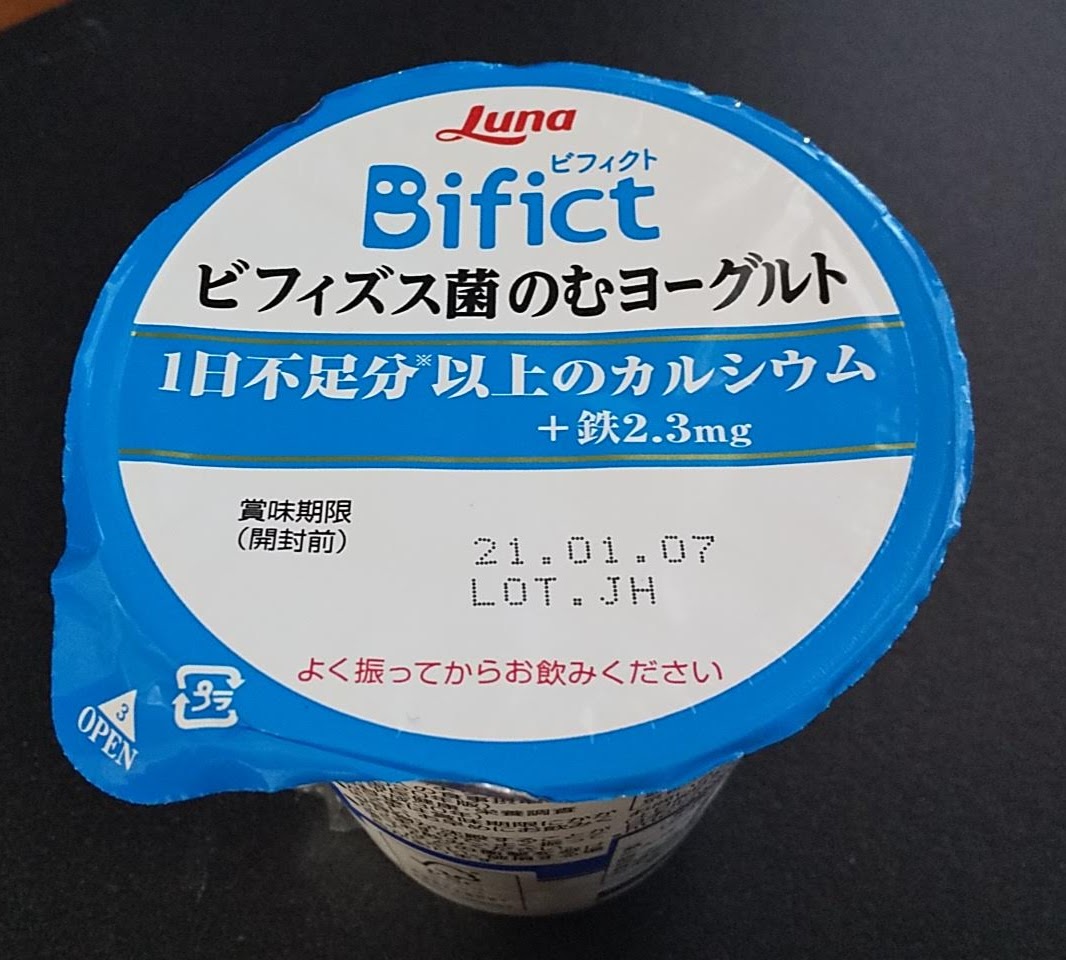 Luna
ビフィクト
Bifict
ビフィズス菌のむヨーグルト
1日不足分※以上のカルシウム
+鉄2.3mg
賞味期限
(開封前)
21.01.07
LOT.JH
よく振ってからお飲みください
プラ
3
OPEN